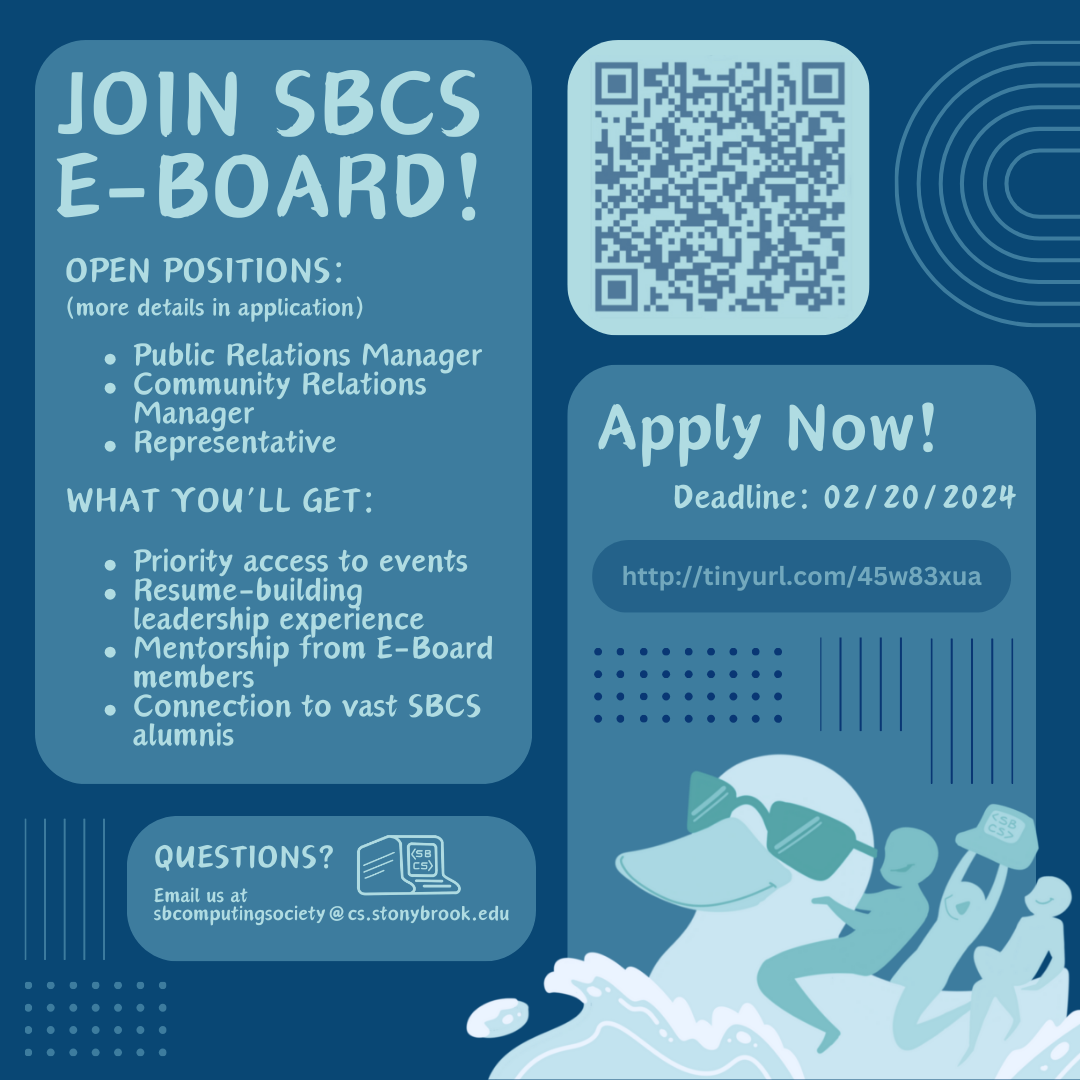 JOIN SBCS
E-BOARD!
OPEN POSITIONS:
(more details in application)
• Public Relations Manager
• Community Relations
Manager
• Representative
WHAT YOU'LL GET:
• Priority access to events
• Resume-building
leadership experience
• Mentorship from E-Board
members
• Connection to vast SBCS
alumnis
Apply Now!
Deadline: 02/20/2024
http://tinyurl.com/45w83xua
QUESTIONS?
<SB
CS>
Email us at
sbcomputingsociety@cs.stonybrook.edu
<SB
CS>